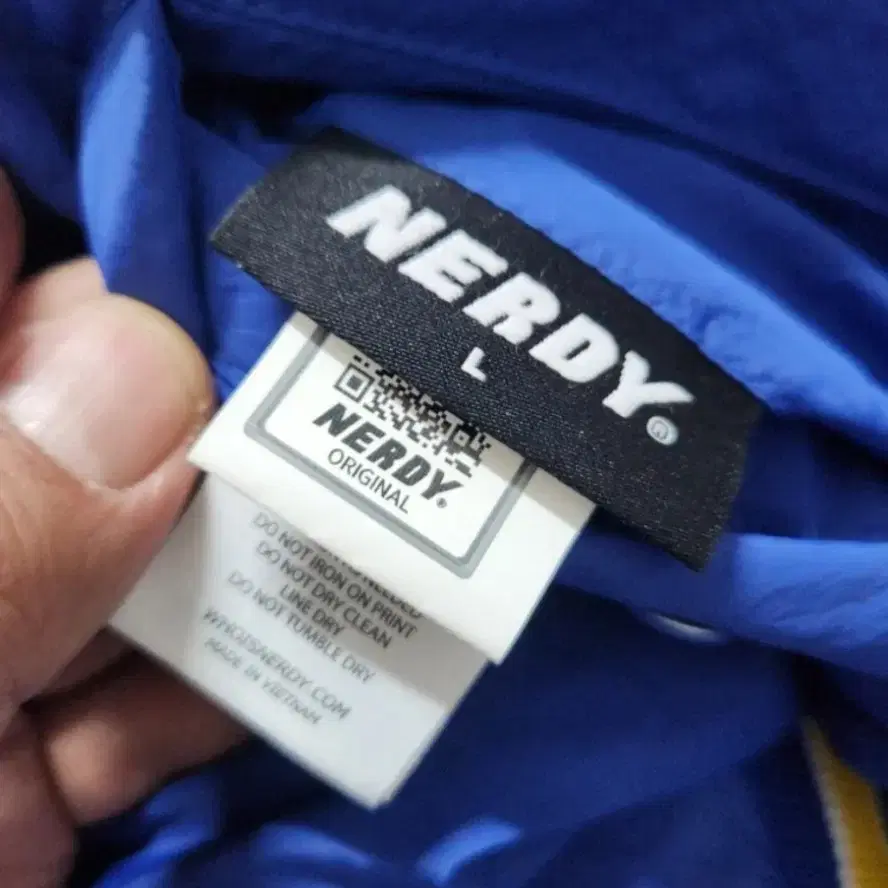 NERDY®
L
NERDY®
ORIGINAL
NEEDED
DO NOT IRON ON PRINT
DO NOT DRY CLEAN
LINE DRY
DO NOT TUMBLE DRY
WHOISNERDY.COM
MADE IN VIETNAM